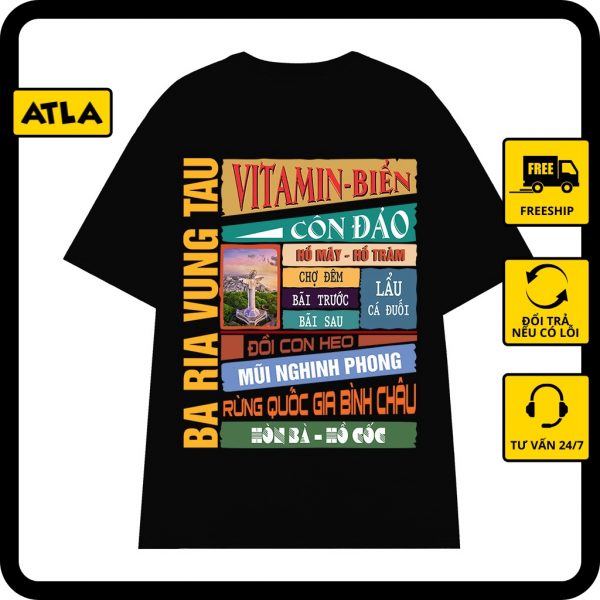 ATLA
BA RIA VUNG TAU
VITAMIN-BIỂN
CÔN ĐẢO
HỒ MÂY - HỒ TRÀM
CHỢ ĐÊM
BÃI TRƯỚC
BÃI SAU
LẨU
CÁ ĐUỐI
ĐỒI CON HEO
MŨI NGHINH PHONG
RỪNG QUỐC GIA BÌNH CHÂU
HÒN BÀ - HỒ CỐC
FREE
FREESHIP
ĐỔI TRẢ
NẾU CÓ LỖI
TƯ VẤN 24/7